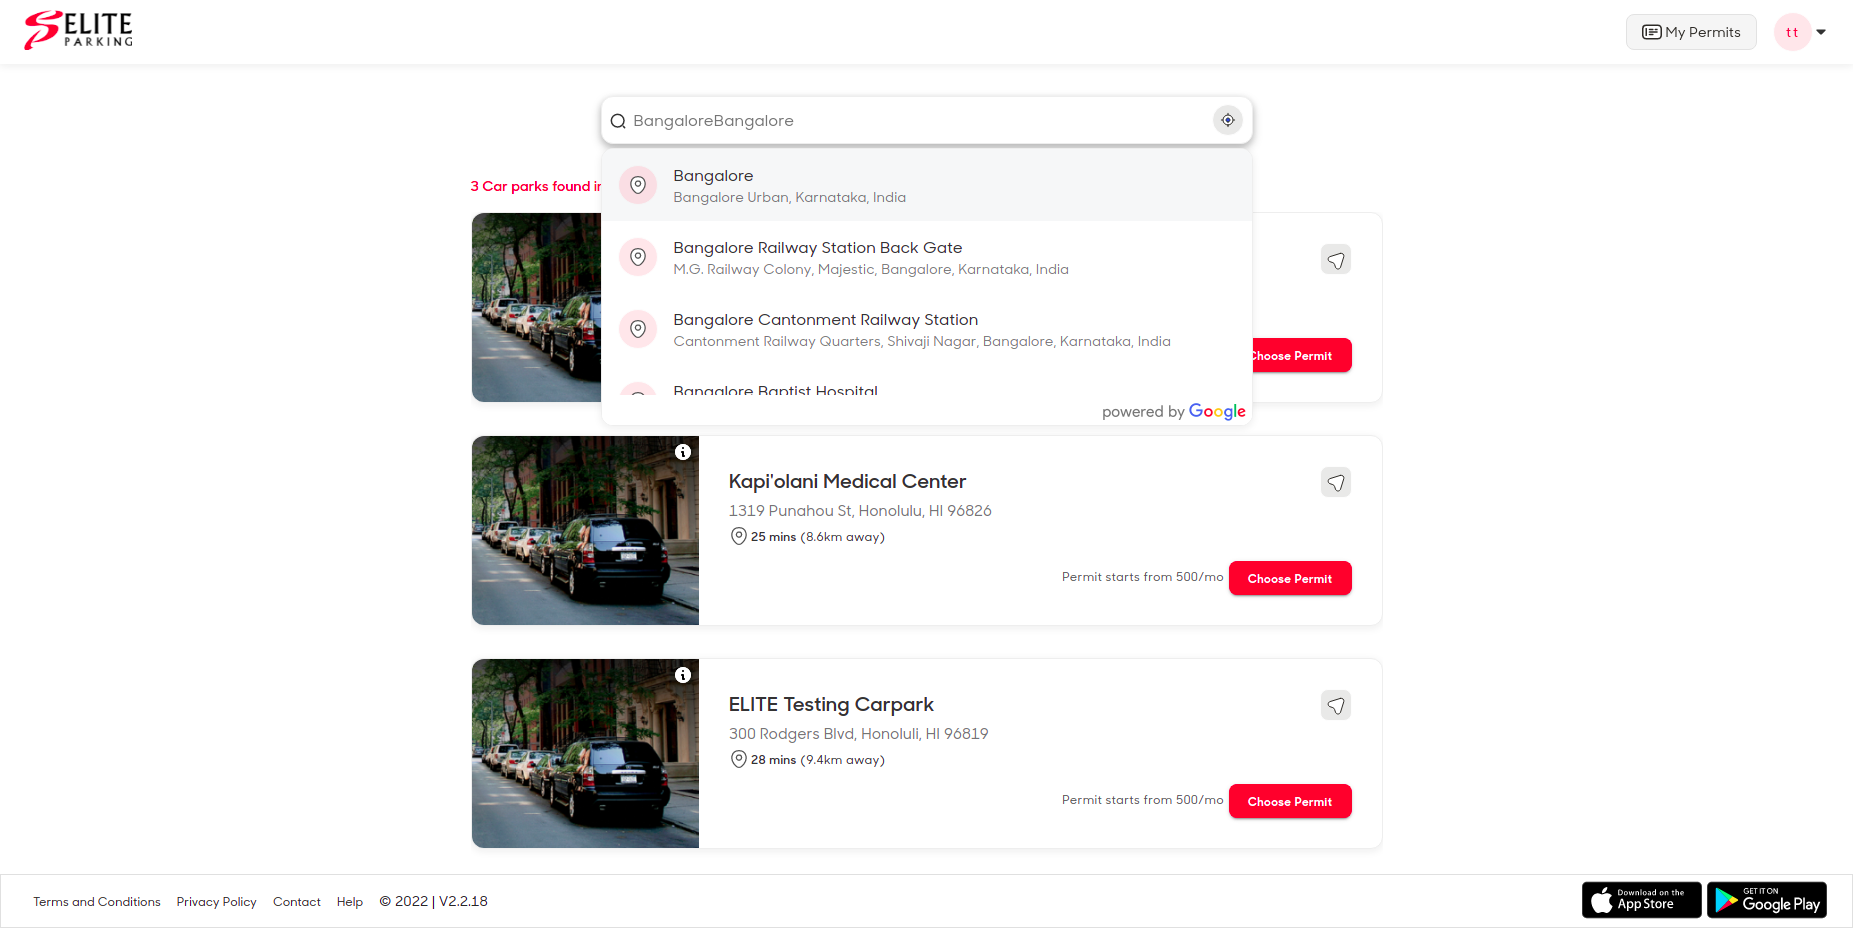 ELITE
PARKING
My Permits
tt
BangaloreBangalore
Bangalore
Bangalore Urban, Karnataka, India
3 Car parks found in
Bangalore Railway Station Back Gate
M.G. Railway Colony, Majestic, Bangalore, Karnataka, India
Bangalore Cantonment Railway Station
Cantonment Railway Quarters, Shivaji Nagar, Bangalore, Karnataka, India
Choose Permit
Bangalore Baptist Hospital
powered by Google
Kapi'olani Medical Center
1319 Punahou St, Honolulu, HI 96826
25 mins (8.6km away)
Permit starts from 500/mo
Choose Permit
ELITE Testing Carpark
300 Rodgers Blvd, Honoluli, HI 96819
28 mins (9.4km away)
Permit starts from 500/mo
Choose Permit
Terms and Conditions Privacy Policy Contact Help © 2022 | V2.2.18
Download on the
App Store
GET IT ON
Google Play